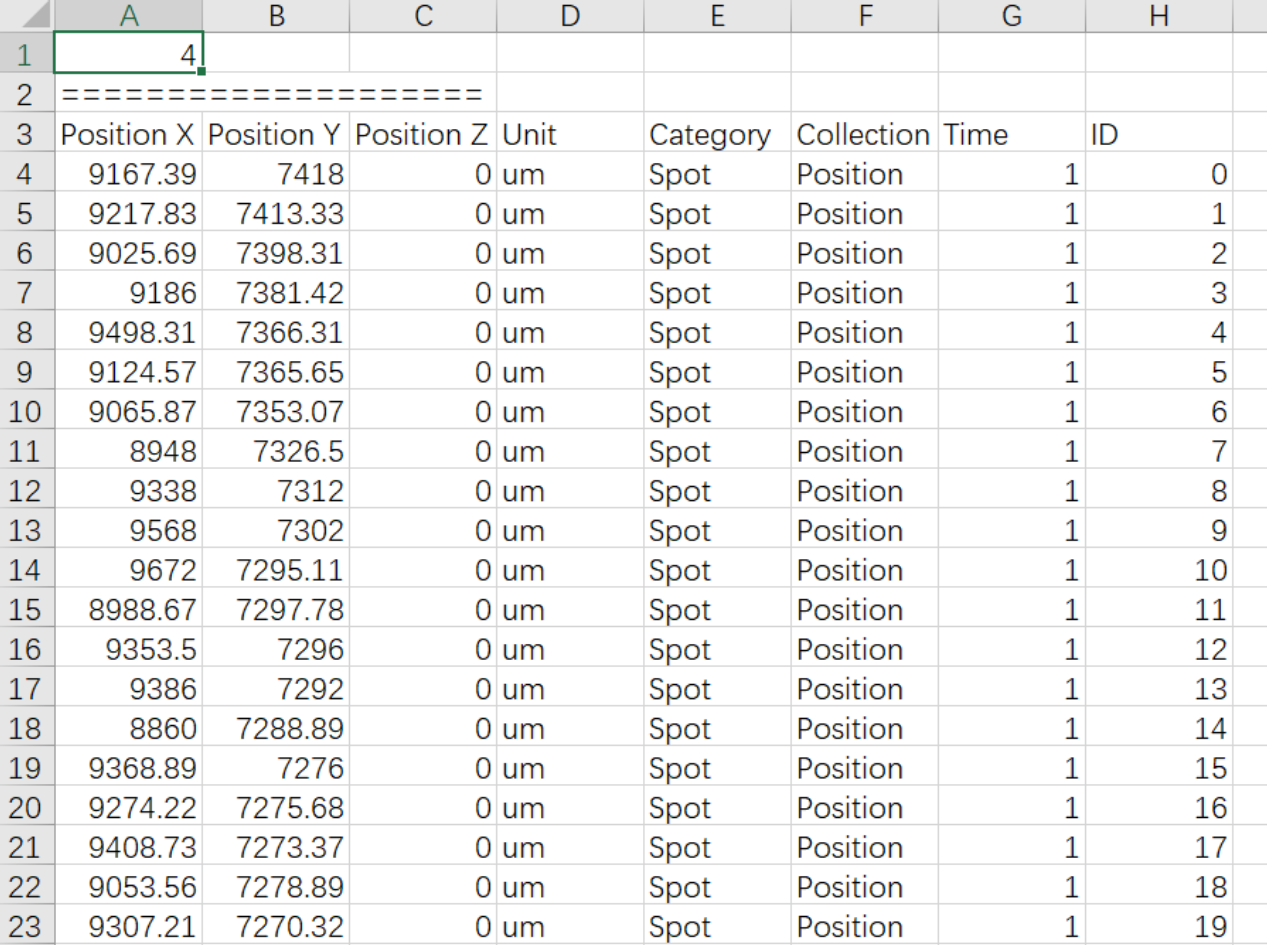 A B C D E F G H
1 4
2 ====================
3 Position X Position Y Position Z Unit Category Collection Time ID
4 9167.39 7418 0 um Spot Position 1 0
5 9217.83 7413.33 0 um Spot Position 1 1
6 9025.69 7398.31 0 um Spot Position 1 2
7 9186 7381.42 0 um Spot Position 1 3
8 9498.31 7366.31 0 um Spot Position 1 4
9 9124.57 7365.65 0 um Spot Position 1 5
10 9065.87 7353.07 0 um Spot Position 1 6
11 8948 7326.5 0 um Spot Position 1 7
12 9338 7312 0 um Spot Position 1 8
13 9568 7302 0 um Spot Position 1 9
14 9672 7295.11 0 um Spot Position 1 10
15 8988.67 7297.78 0 um Spot Position 1 11
16 9353.5 7296 0 um Spot Position 1 12
17 9386 7292 0 um Spot Position 1 13
18 8860 7288.89 0 um Spot Position 1 14
19 9368.89 7276 0 um Spot Position 1 15
20 9274.22 7275.68 0 um Spot Position 1 16
21 9408.73 7273.37 0 um Spot Position 1 17
22 9053.56 7278.89 0 um Spot Position 1 18
23 9307.21 7270.32 0 um Spot Position 1 19